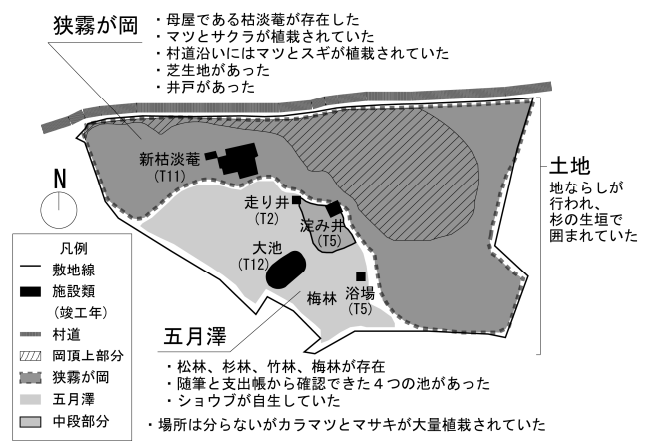 狭霧が岡
・母屋である枯淡菴が存在した
・マツとサクラが植栽されていた
・村道沿いにはマツとスギが植栽されていた
・芝生地があった
・井戸があった
新枯淡菴
(T11)
走り井
(T2)
淀み井
(T5)
大池
(T12)
梅林
浴場
(T5)
土地
地ならしが
行われ、
杉の生垣で
囲まれていた
N
凡例
敷地線
施設類
(竣工年)
村道
岡頂上部分
狭霧が岡
五月澤
中段部分
五月澤
・松林、杉林、竹林、梅林が存在
・随筆と支出帳から確認できた４つの池があった
・ショウブが自生していた
・場所は分らないがカラマツとマサキが大量植栽されていた